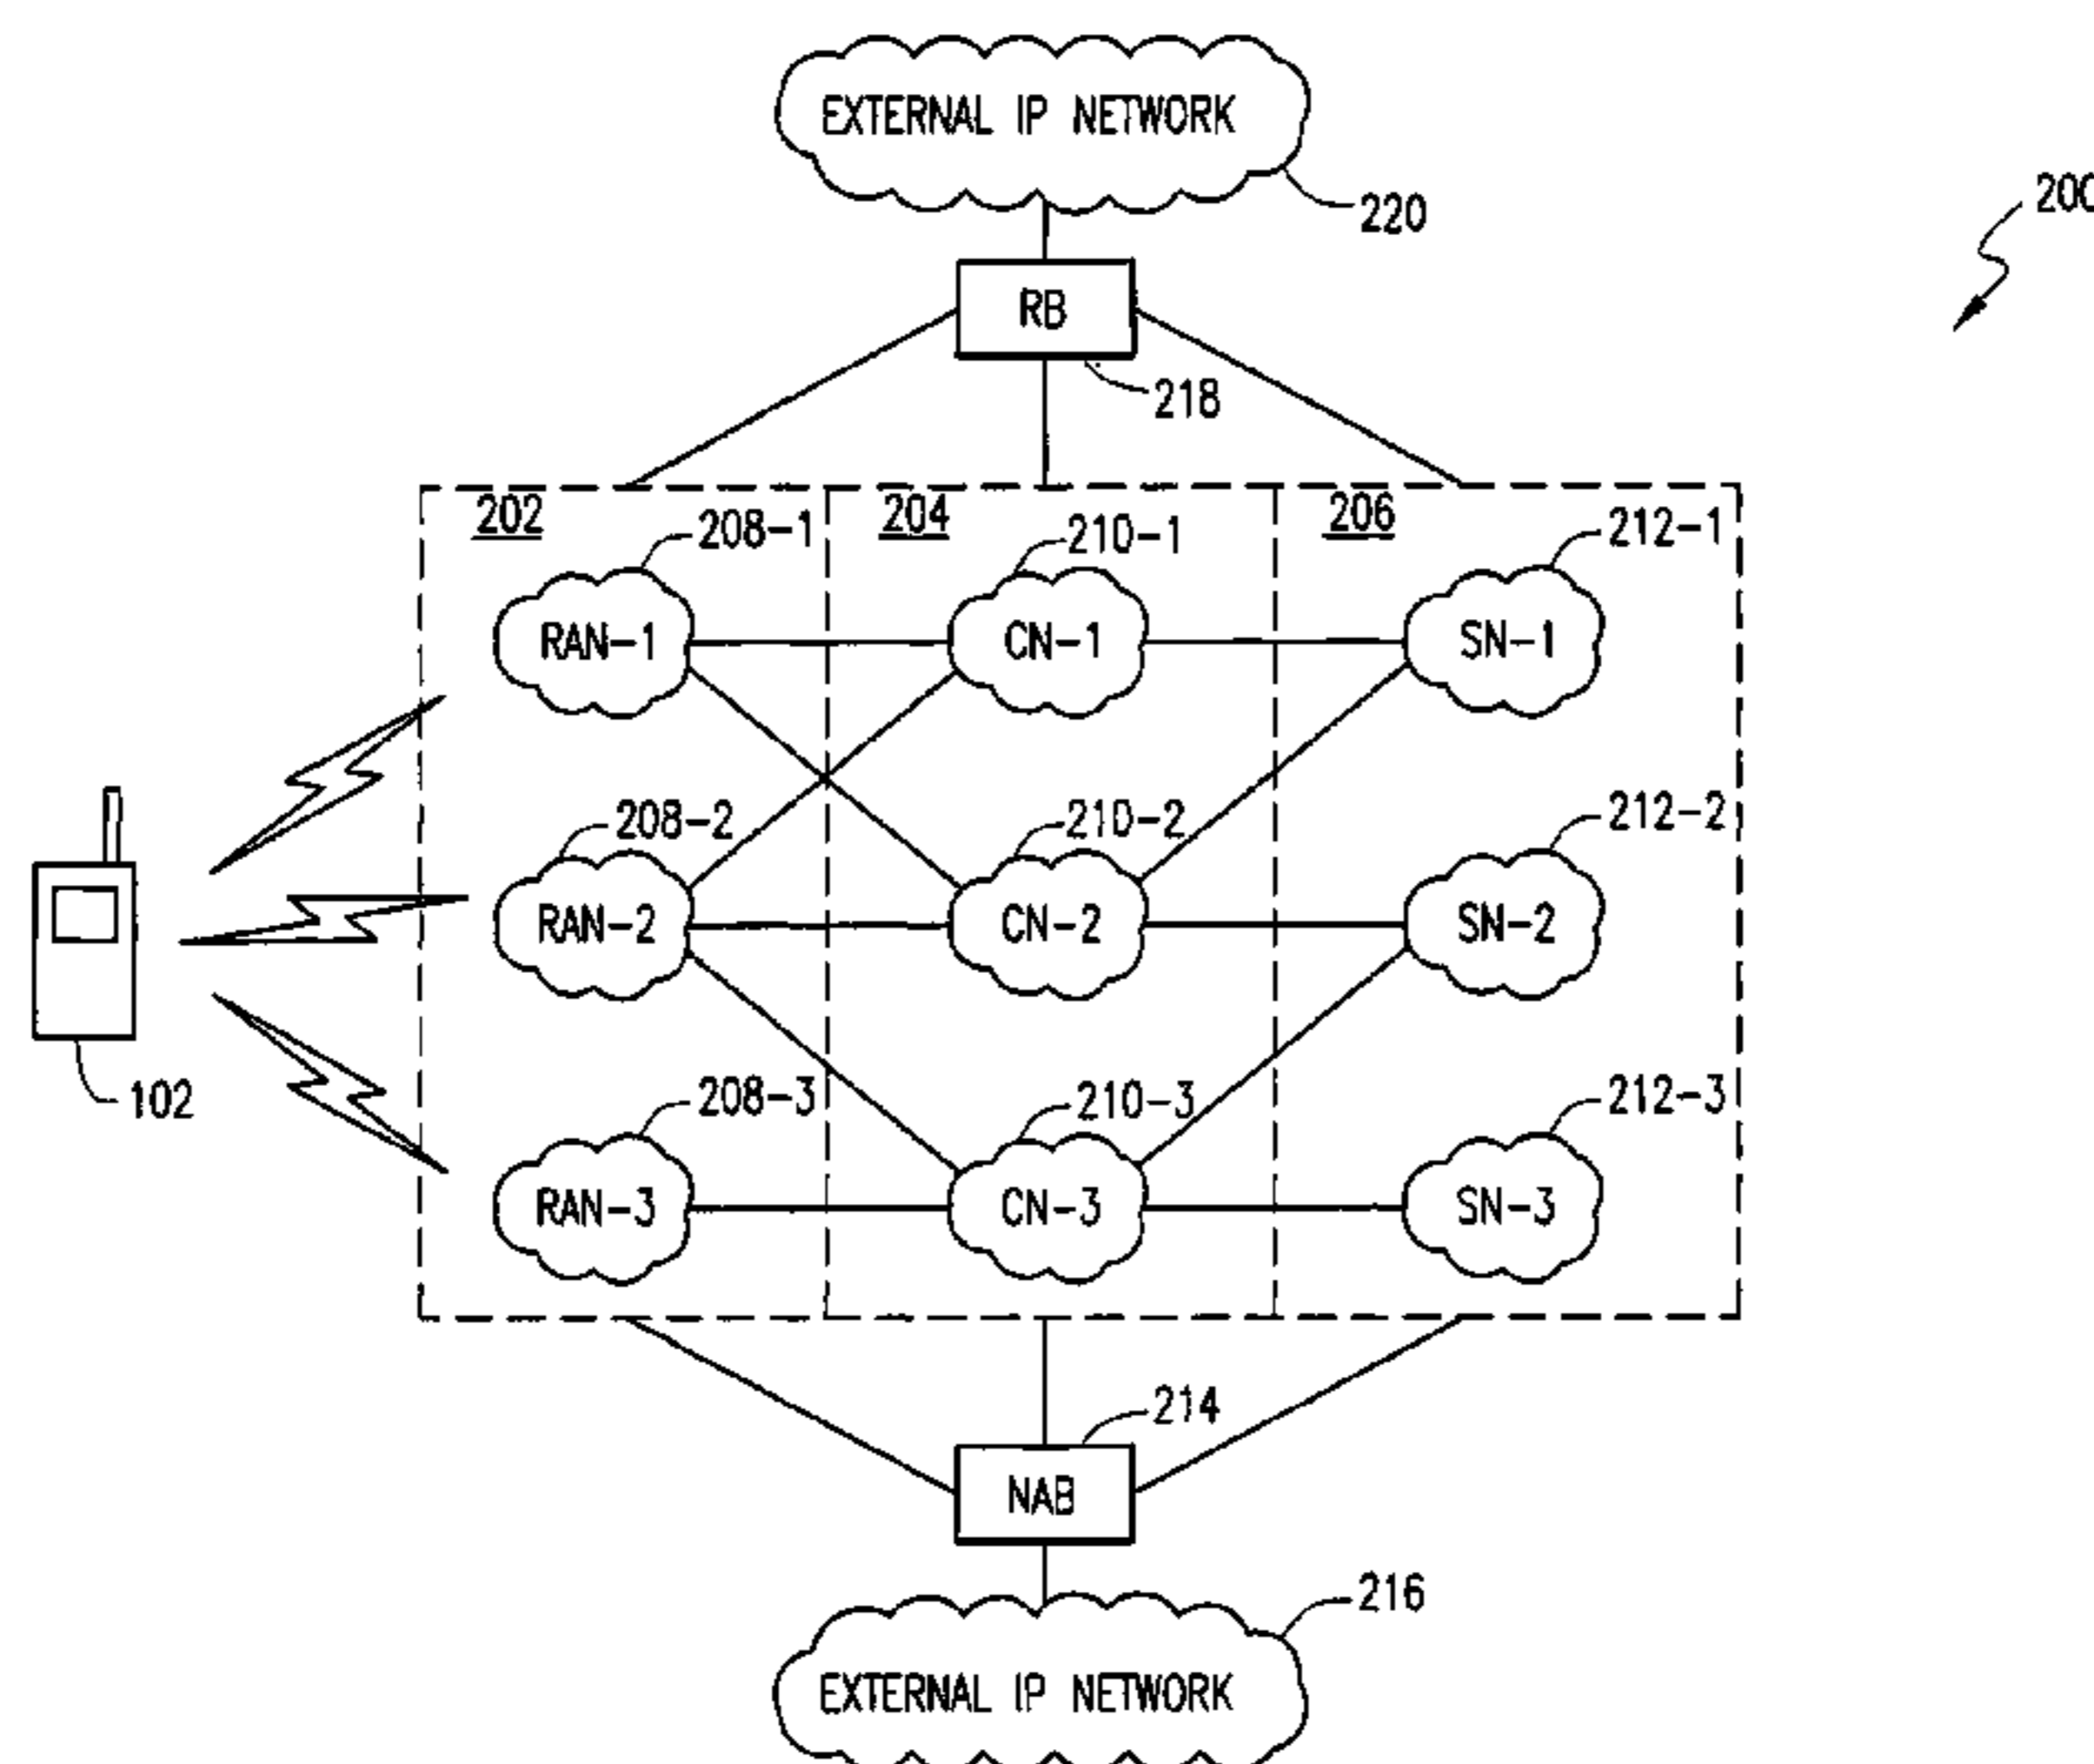 EXTERNAL IP NETWORK
220
200
RB
218
202
204
206
208-1
210-1
212-1
RAN-1
CN-1
SN-1
208-2
210-2
212-2
RAN-2
CN-2
SN-2
102
208-3
210-3
212-3
RAN-3
CN-3
SN-3
214
NAB
216
EXTERNAL IP NETWORK